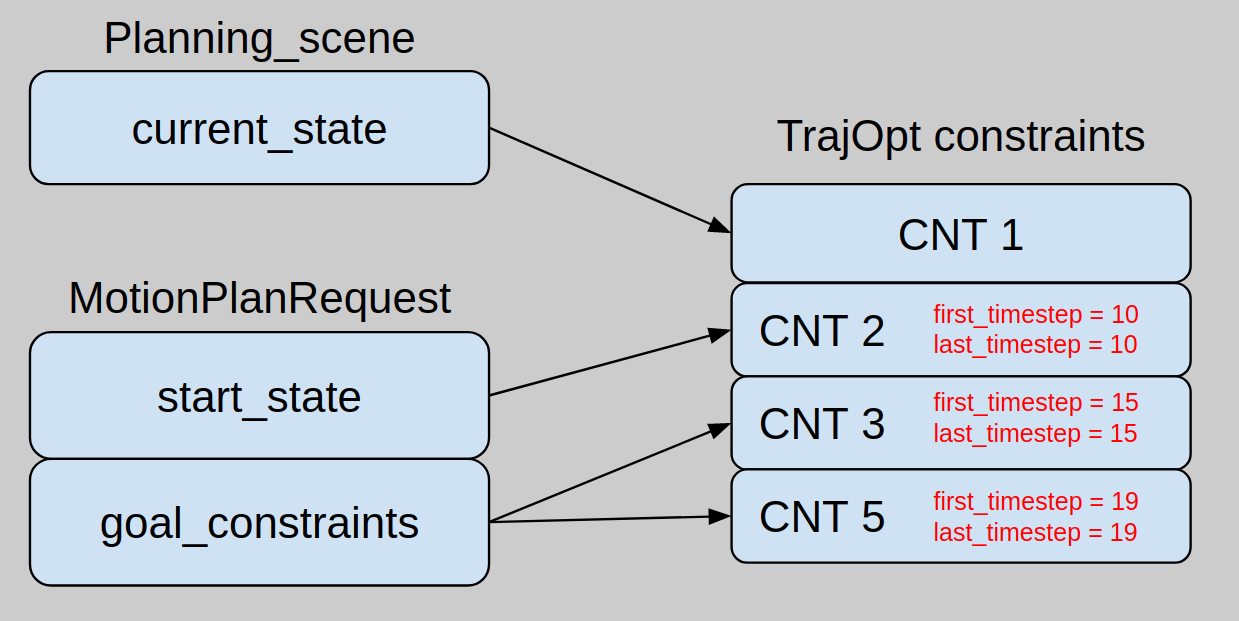 Planning_scene
current_state
MotionPlanRequest
start_state
goal_constraints
TrajOpt constraints
CNT 1
CNT 2
first_timestep = 10
last_timestep = 10
CNT 3
first_timestep = 15
last_timestep = 15
CNT 5
first_timestep = 19
last_timestep = 19